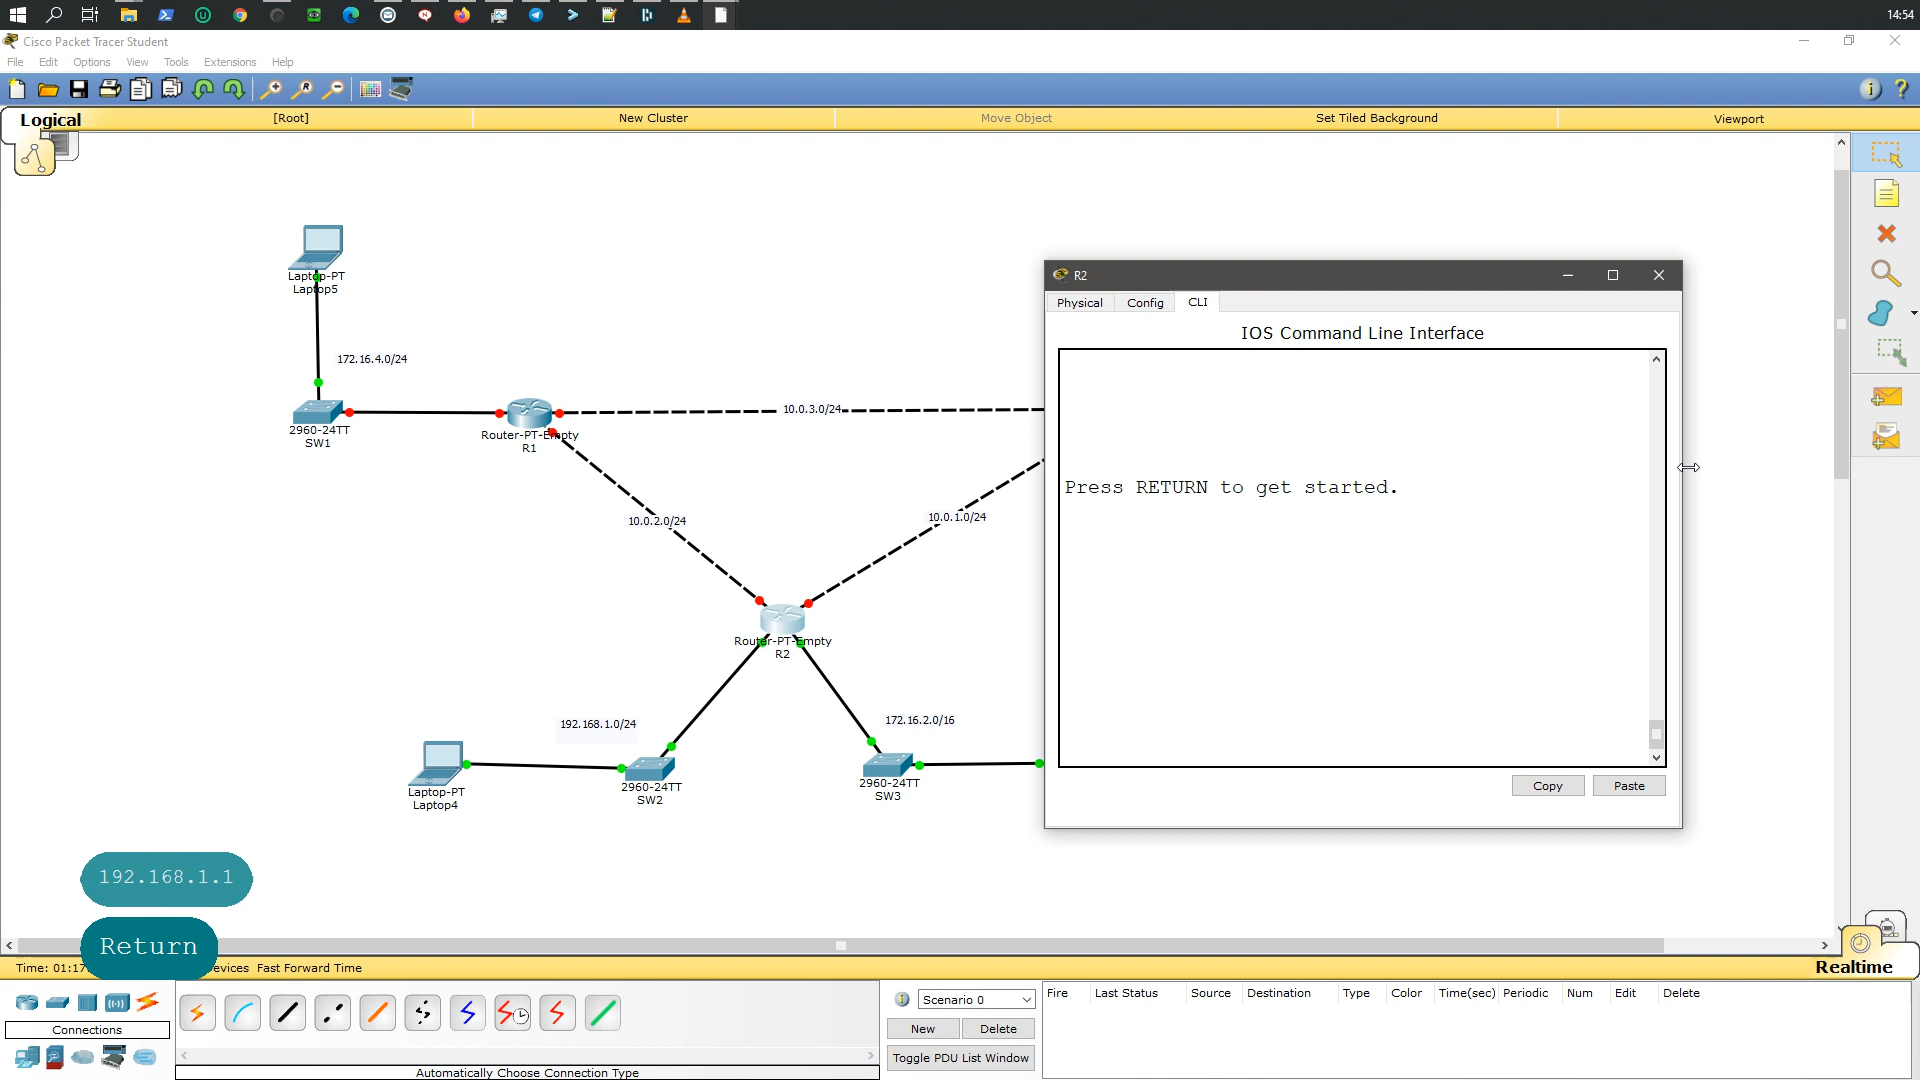 14:54
Cisco Packet Tracer Student
File Edit Options View Tools Extensions Help
Logical [Root] New Cluster Move Object Set Tiled Background Viewport
Laptop-PT
Laptop5
172.16.4.0/24
2960-24TT
SW1
Router-PT-Empty
R1
10.0.3.0/24
10.0.2.0/24
10.0.1.0/24
Router-PT-Empty
R2
192.168.1.0/24
172.16.2.0/16
Laptop-PT
Laptop4
2960-24TT
SW2
2960-24TT
SW3
R2
Physical Config CLI
IOS Command Line Interface
Press RETURN to get started.
Copy Paste
192.168.1.1
Return
Time: 01:17 evices Fast Forward Time
Realtime
Connections
Automatically Choose Connection Type
Scenario 0
New Delete
Toggle PDU List Window
Fire Last Status Source Destination Type Color Time(sec) Periodic Num Edit Delete